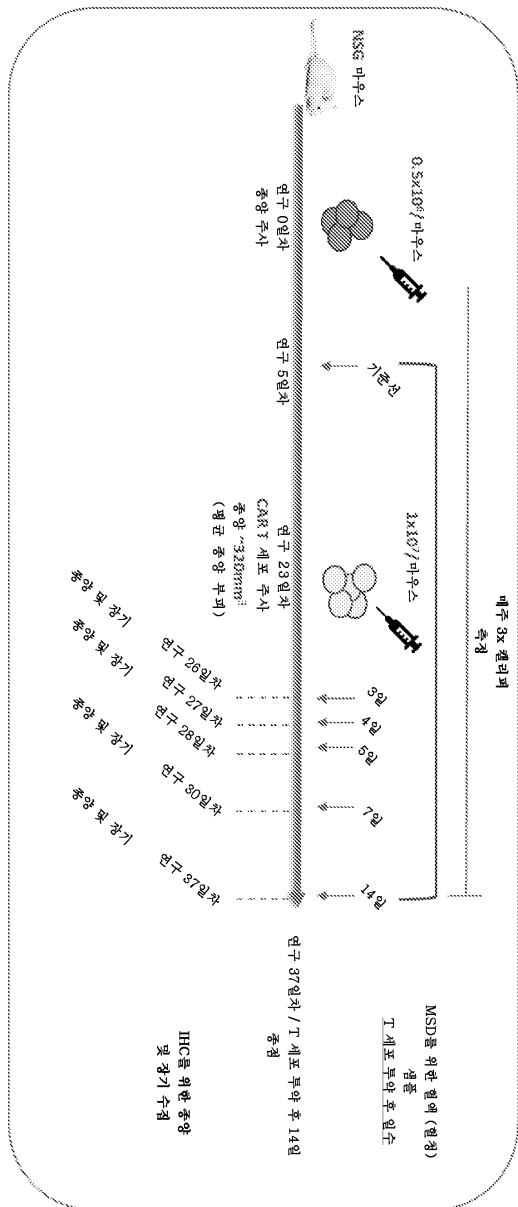 매주 3x 캘리퍼
측정
0.5x10⁶/마우스
기준선
1x10⁷/마우스
3일
4일
5일
7일
14일
MSD를 위한 혈액 (혈청)
샘플
T 세포 투약 후 일수
NSG 마우스
연구 0일차
종양 주사
연구 5일차
연구 23일차
CAR T 세포 주사
종양 ~320mm³
(평균 종양 부피)
연구 37일차 / T 세포 투약 후 14일
종점
연구 26일차
연구 27일차
연구 28일차
연구 30일차
연구 37일차
종양 및 장기
종양 및 장기
종양 및 장기
종양 및 장기
IHC를 위한 종양
및 장기 수집